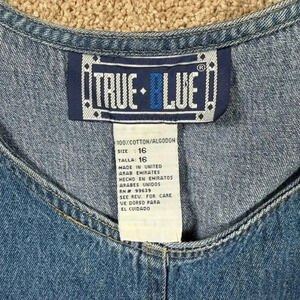 TRUE·BLUE®
100%COTTON/ALGODON
SIZE : 16
TALLA: 16
MADE IN UNITED
ARAB EMIRATES
HECHO EN EMIRATES
ARABES UNIDOS
RN# 99639
SEE REV. FOR CARE
VE DORSO PARA
EL CUIDADO